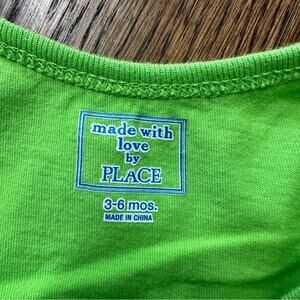 made with
love
by
PLACE
3-6 mos.
MADE IN CHINA